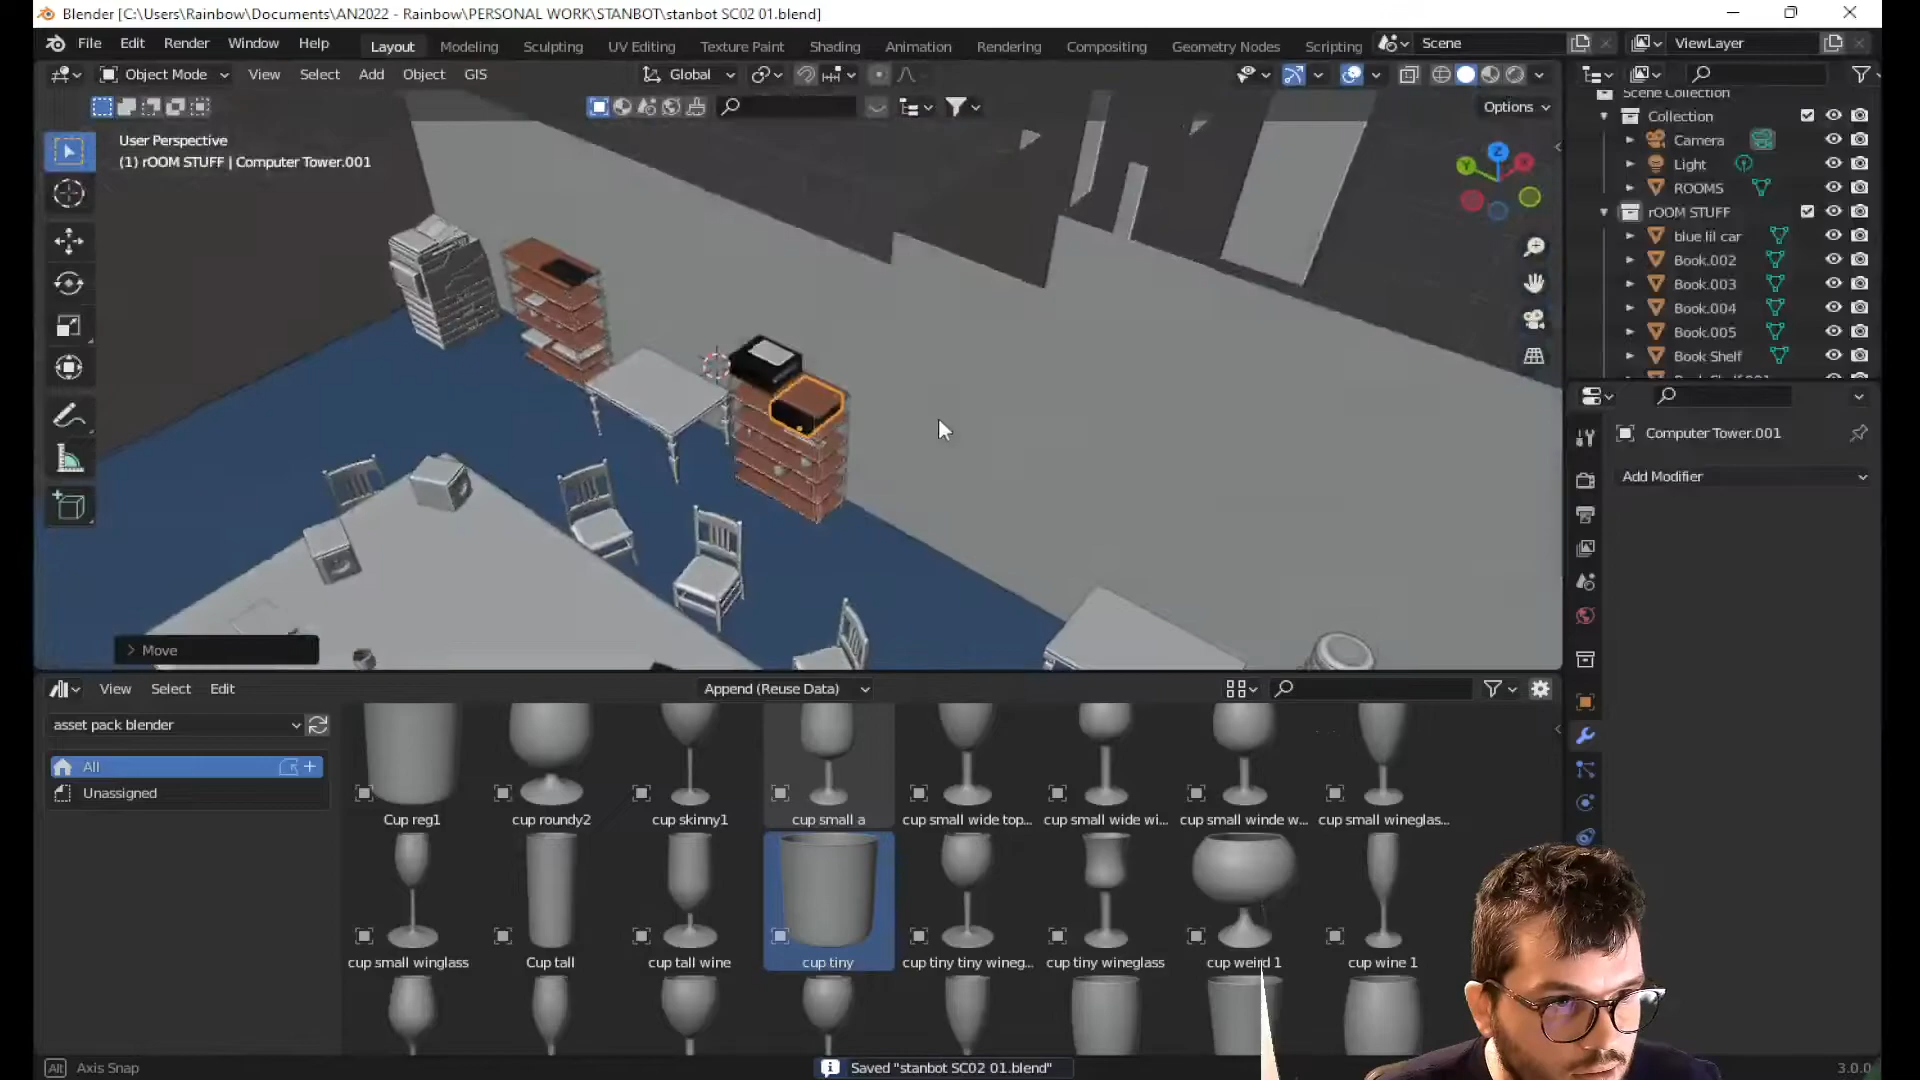 Blender [C:\Users\Rainbow\Documents\AN2022 - Rainbow\PERSONAL WORK\STANBOT\stanbot SC02 01.blend]
File Edit Render Window Help Layout Modeling Sculpting UV Editing Texture Paint Shading Animation Rendering Compositing Geometry Nodes Scripting Scene ViewLayer
Object Mode View Select Add Object GIS Global
Options
User Perspective
(1) rOOM STUFF | Computer Tower.001
Z
X
Y
Scene Collection
Collection
Camera
Light
ROOMS
rOOM STUFF
blue lil car
Book.002
Book.003
Book.004
Book.005
Book Shelf
Computer Tower.001
Add Modifier
Move
View Select Edit Append (Reuse Data)
asset pack blender
All
Unassigned
Cup reg1 cup roundy2 cup skinny1 cup small a cup small wide top... cup small wide wi... cup small winde w... cup small wineglas...
cup small winglass Cup tall cup tall wine cup tiny cup tiny tiny wineg... cup tiny wineglass cup weird 1 cup wine 1
Alt Axis Snap Saved "stanbot SC02 01.blend" 3.0.0